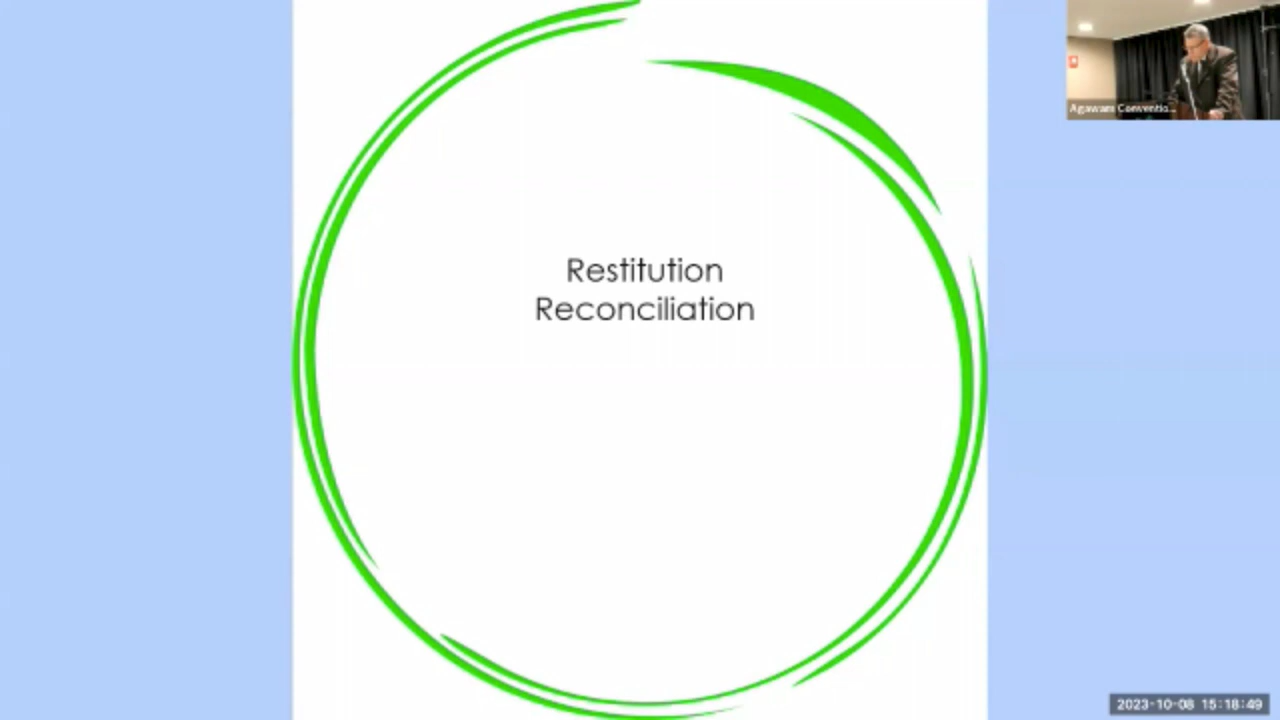 Restitution
Reconciliation
Agawam Conventio...
2023-10-08 15:18:49